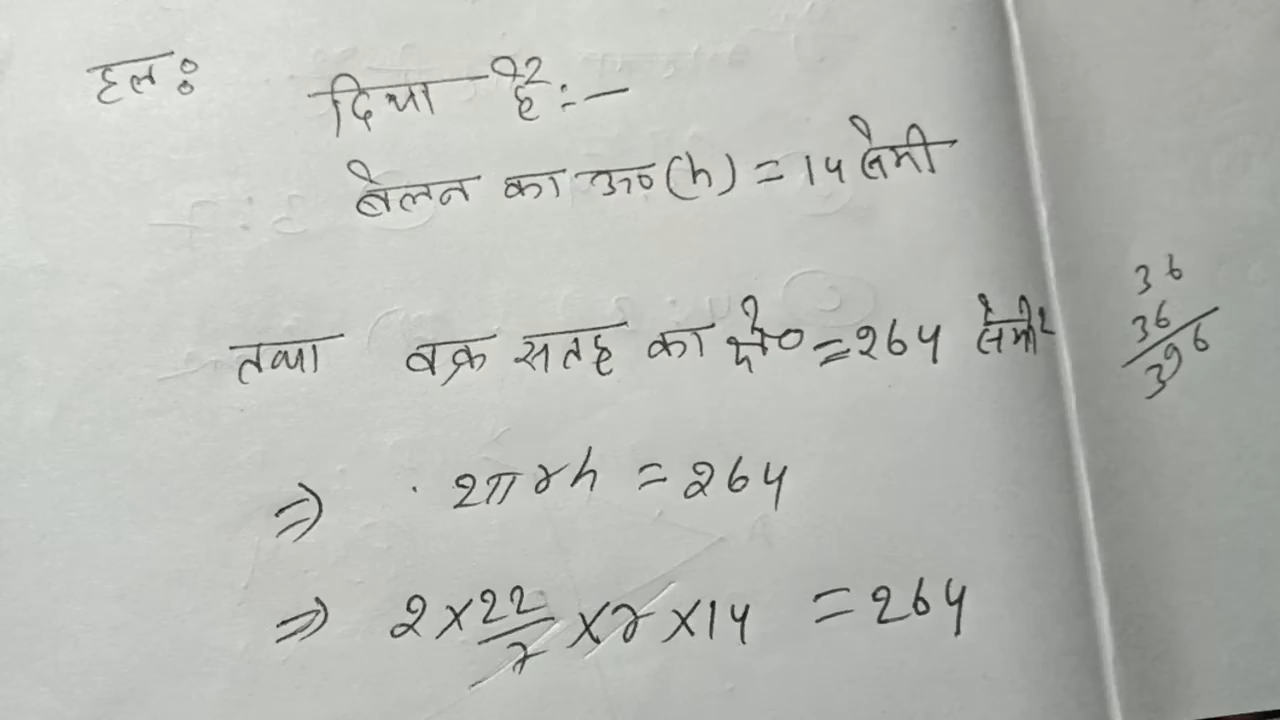 हल :
दिया है :-
बेलन का ऊ० (h) = 14 सेमी
तथा वक्र सतह का क्षे० = 264 सेमी²
36
36
396
⇒ 2πrh = 264
⇒ 2 × 22/7 × r × 14 = 264